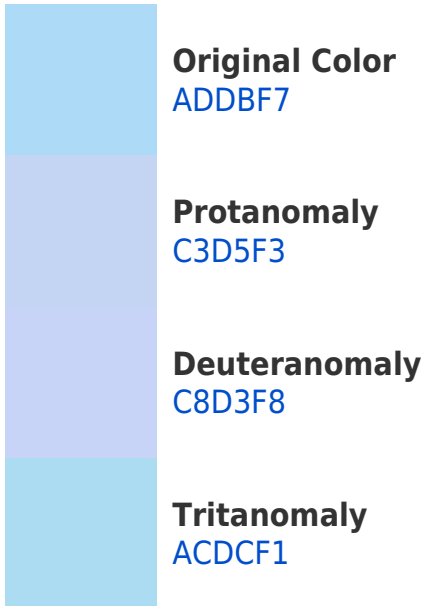 Original Color
ADDBF7
Protanomaly
C3D5F3
Deuteranomaly
C8D3F8
Tritanomaly
ACDCF1